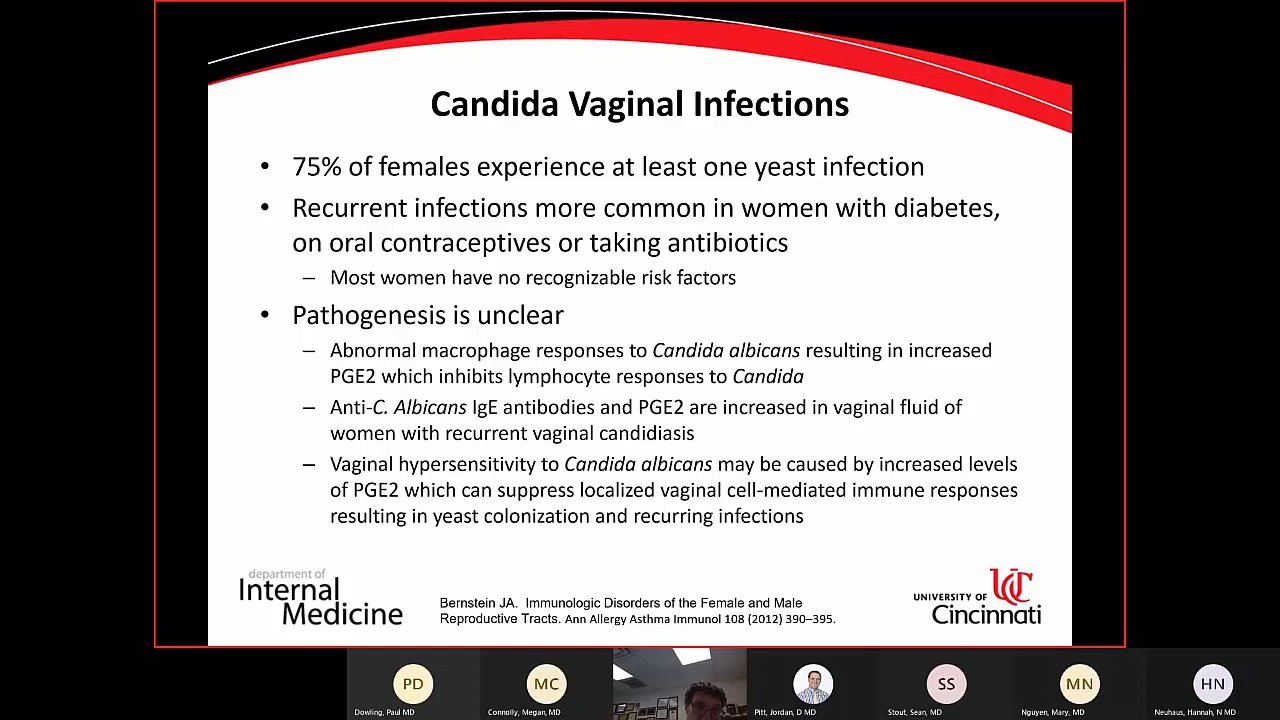 Candida Vaginal Infections
• 75% of females experience at least one yeast infection
• Recurrent infections more common in women with diabetes,
on oral contraceptives or taking antibiotics
– Most women have no recognizable risk factors
• Pathogenesis is unclear
– Abnormal macrophage responses to Candida albicans resulting in increased
PGE2 which inhibits lymphocyte responses to Candida
– Anti-C. Albicans IgE antibodies and PGE2 are increased in vaginal fluid of
women with recurrent vaginal candidiasis
– Vaginal hypersensitivity to Candida albicans may be caused by increased levels
of PGE2 which can suppress localized vaginal cell-mediated immune responses
resulting in yeast colonization and recurring infections
department of
Internal
Medicine
Bernstein JA. Immunologic Disorders of the Female and Male
Reproductive Tracts. Ann Allergy Asthma Immunol 108 (2012) 390–395.
UC
UNIVERSITY OF
Cincinnati
PD
MC
SS
MN
HN
Dowling, Paul MD
Connolly, Megan, MD
Pitt, Jordan, D MD
Stout, Sean, MD
Nguyen, Mary, MD
Neuhaus, Hannah, N MD